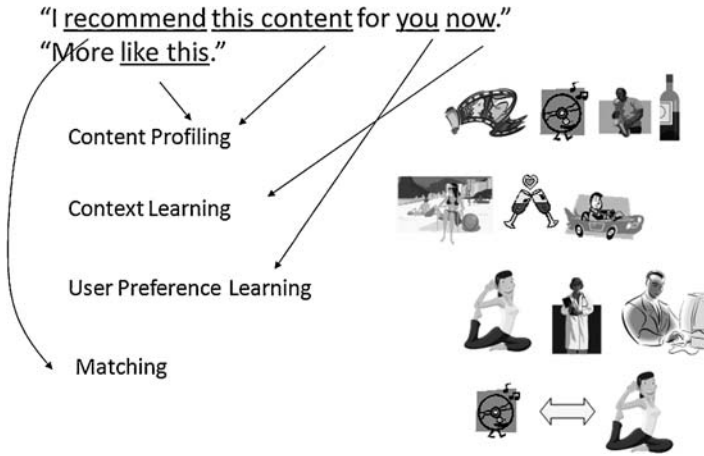 “I recommend this content for you now.”
“More like this.”
Content Profiling
Context Learning
User Preference Learning
Matching